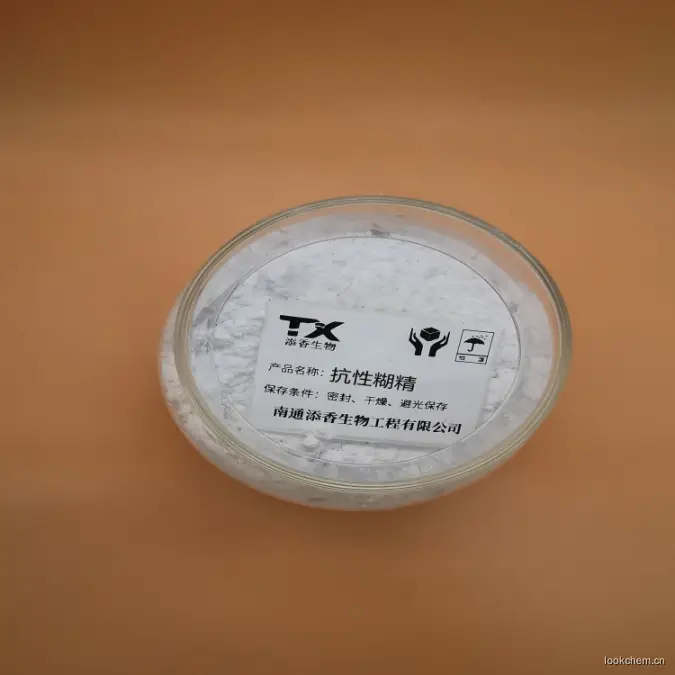 TX
添香生物
产品名称：抗性糊精
保存条件：密封、干燥、避光保存
南通添香生物工程有限公司
lookchem.cn